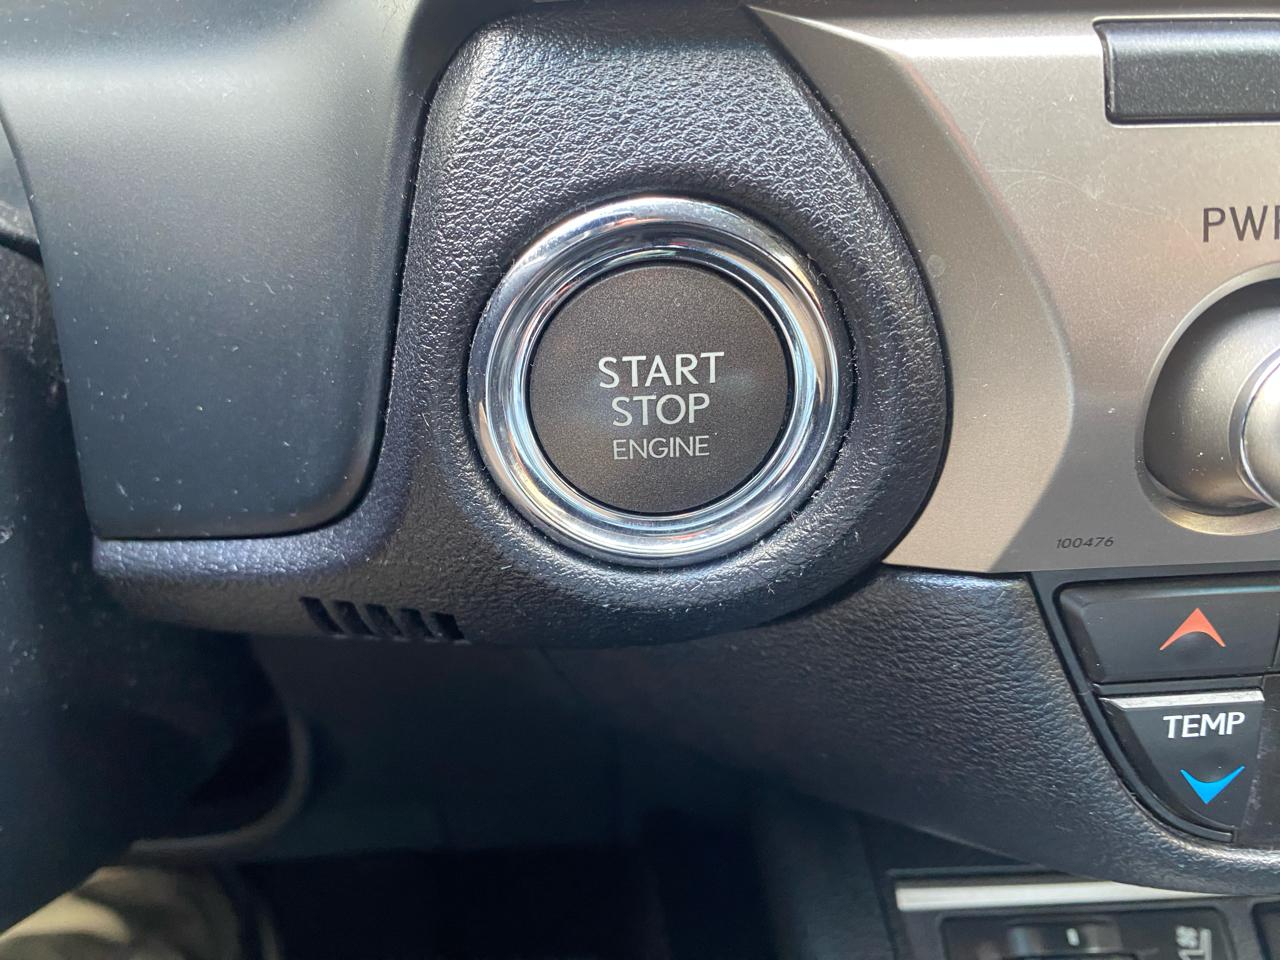 PWR
START
STOP
ENGINE
100476
TEMP